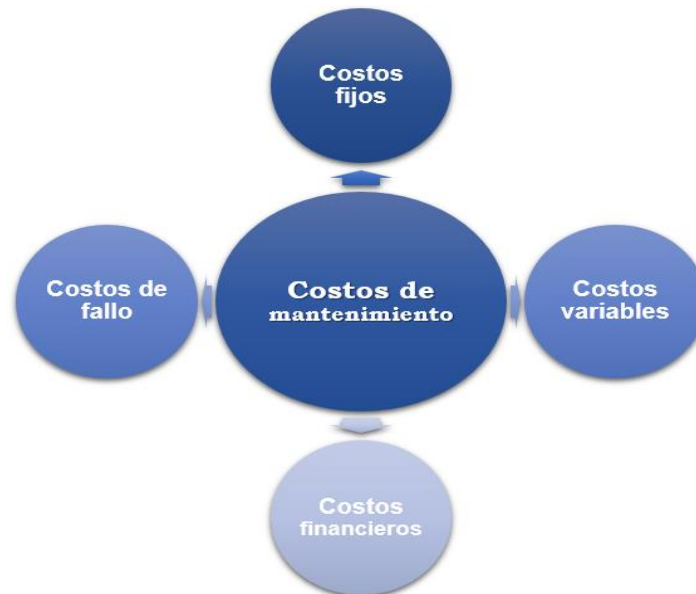 Costos
fijos
Costos de
fallo
Costos de
mantenimiento
Costos
variables
Costos
financieros